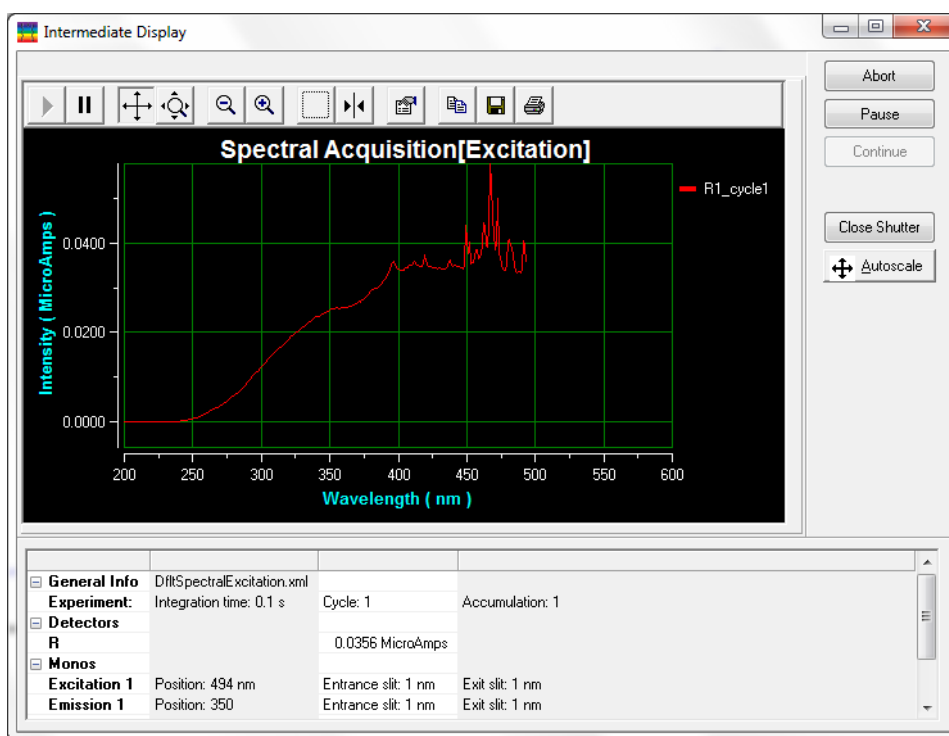 Intermediate Display
Abort
Pause
Continue
Close Shutter
Autoscale
Spectral Acquisition[Excitation]
R1_cycle1
Intensity ( MicroAmps )
0.0400
0.0200
0.0000
200 250 300 350 400 450 500 550 600
Wavelength ( nm )
General Info DfltSpectralExcitation.xml
Experiment: Integration time: 0.1 s Cycle: 1 Accumulation: 1
Detectors
R 0.0356 MicroAmps
Monos
Excitation 1 Position: 494 nm Entrance slit: 1 nm Exit slit: 1 nm
Emission 1 Position: 350 Entrance slit: 1 nm Exit slit: 1 nm